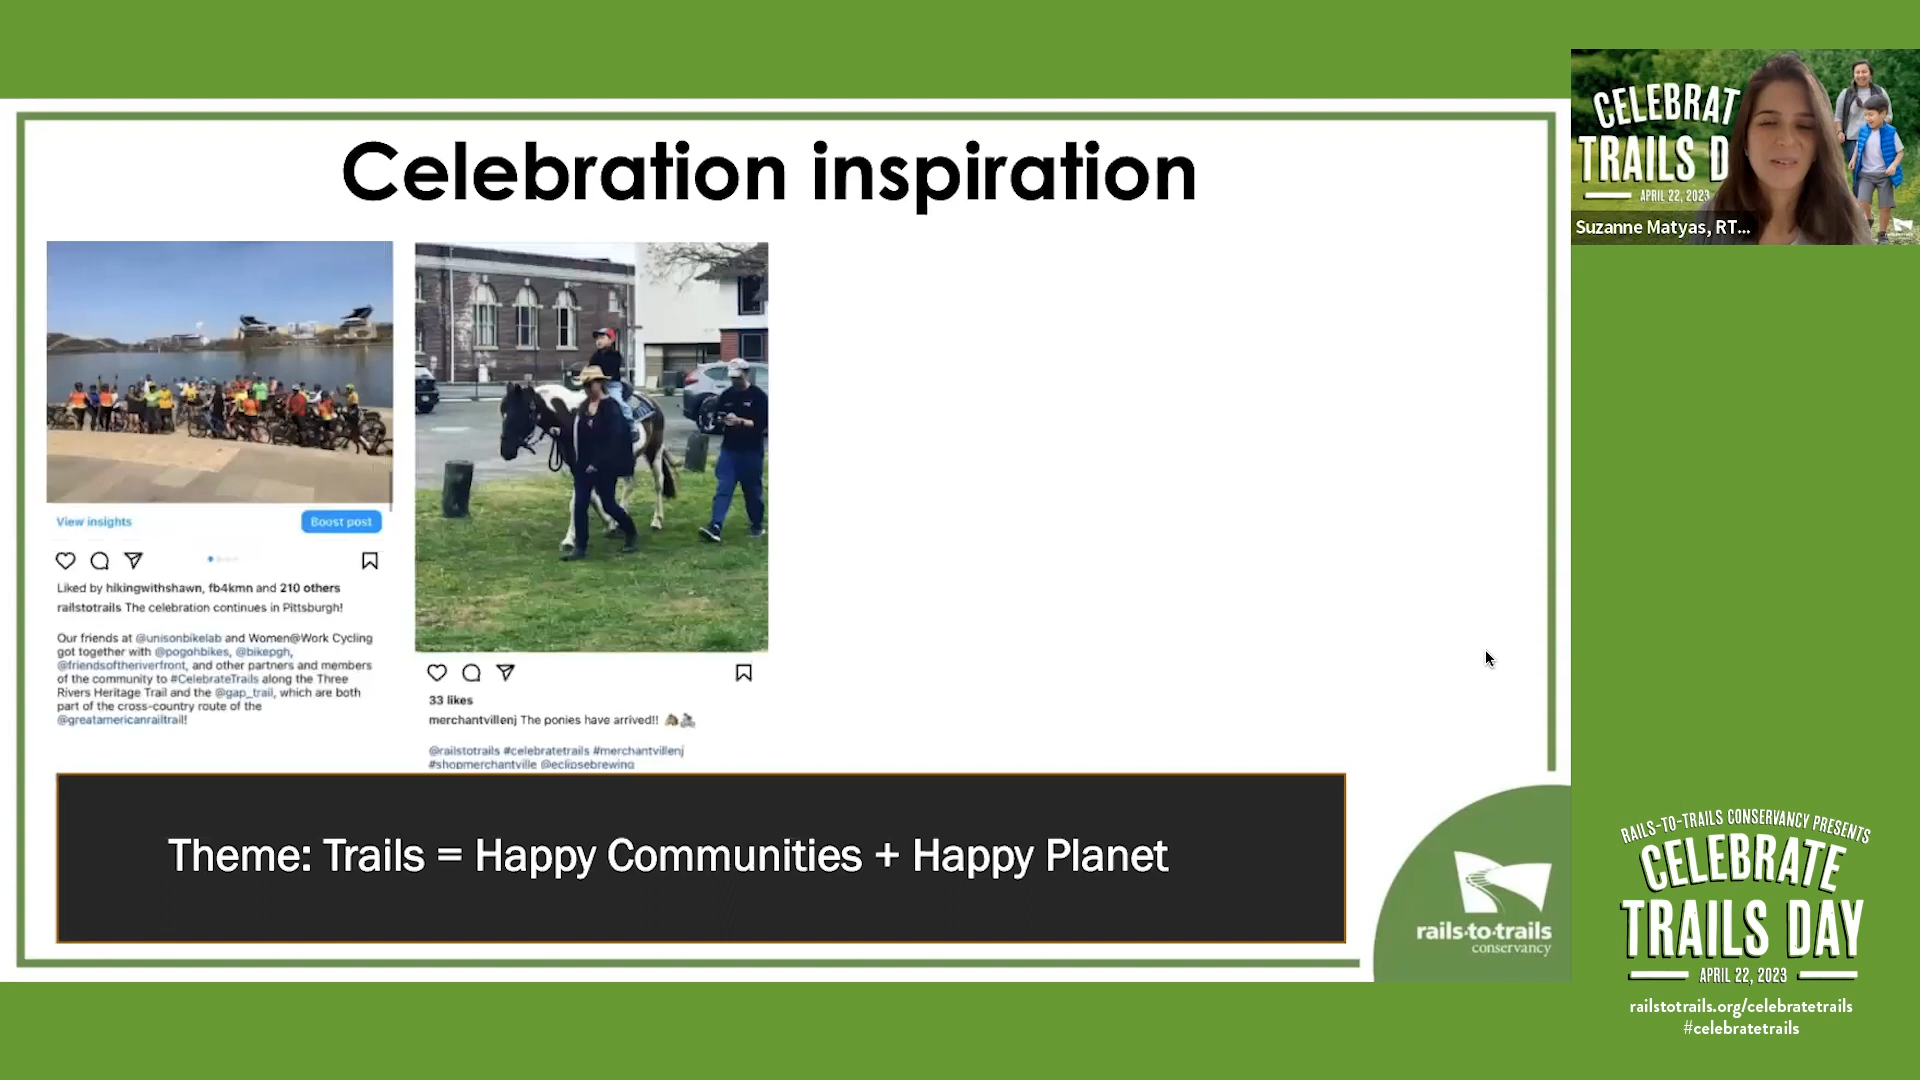 Celebration inspiration
View insights
Boost post
Liked by hikingwithshawn, fb4kmn and 210 others
railstotrails The celebration continues in Pittsburgh!
Our friends at @unisonbikelab and Women@Work Cycling
got together with @pogohbikes, @bikepgh,
@friendsoftheriverfront, and other partners and members
of the community to #CelebrateTrails along the Three
Rivers Heritage Trail and the @gap_trail, which are both
part of the cross-country route of the
@greatamericanrailtrail!
33 likes
merchantvillenj The ponies have arrived!!
@railstotrails #celebratetrails #merchantvillenj
#shopmerchantville @eclipsebrewing
Theme: Trails = Happy Communities + Happy Planet
rails·to·trails
conservancy
CELEBRAT
TRAILS D
APRIL 22, 2023
Suzanne Matyas, RT...
RAILS-TO-TRAILS CONSERVANCY PRESENTS
CELEBRATE
TRAILS DAY
APRIL 22, 2023
railstotrails.org/celebratetrails
#celebratetrails